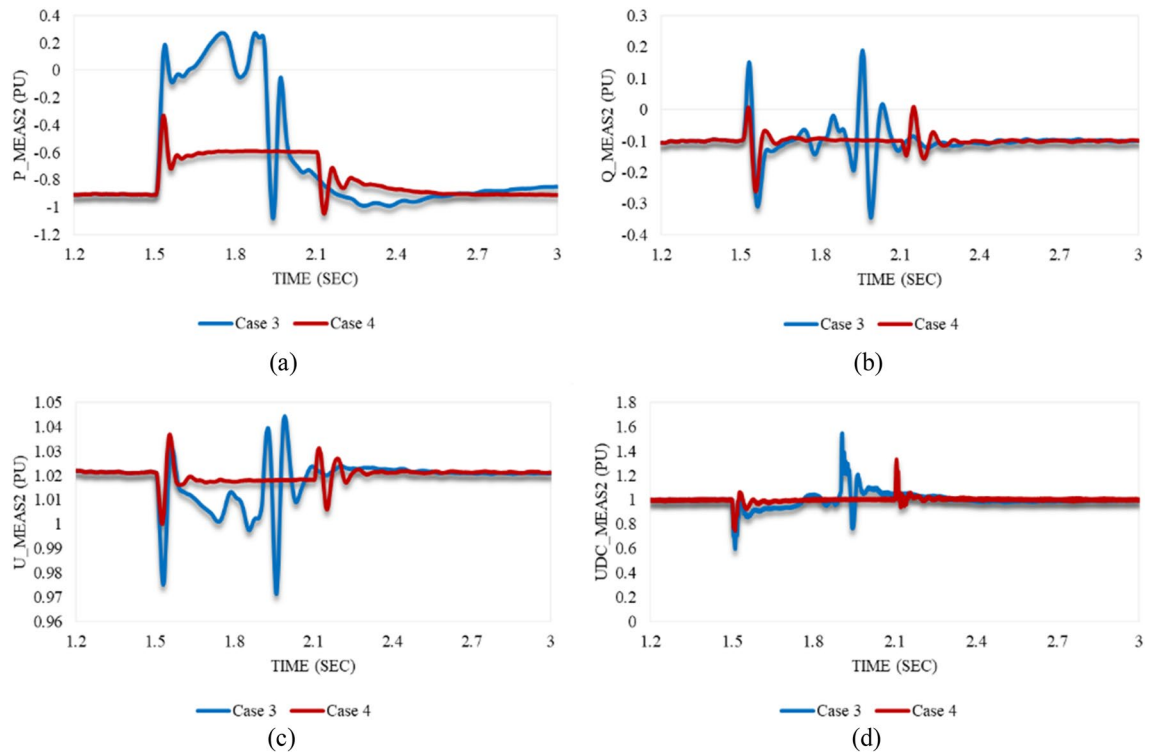 P_MEAS2 (PU)
0.4
0.2
0
-0.2
-0.4
-0.6
-0.8
-1
-1.2
1.2 1.5 1.8 2.1 2.4 2.7 3
TIME (SEC)
Case 3 Case 4
(a)
Q_MEAS2 (PU)
0.3
0.2
0.1
0
-0.1
-0.2
-0.3
-0.4
1.2 1.5 1.8 2.1 2.4 2.7 3
TIME (SEC)
Case 3 Case 4
(b)
U_MEAS2 (PU)
1.05
1.04
1.03
1.02
1.01
1
0.99
0.98
0.97
0.96
1.2 1.5 1.8 2.1 2.4 2.7 3
TIME (SEC)
Case 3 Case 4
(c)
UDC_MEAS2 (PU)
1.8
1.6
1.4
1.2
1
0.8
0.6
0.4
0.2
0
1.2 1.5 1.8 2.1 2.4 2.7 3
TIME (SEC)
Case 3 Case 4
(d)